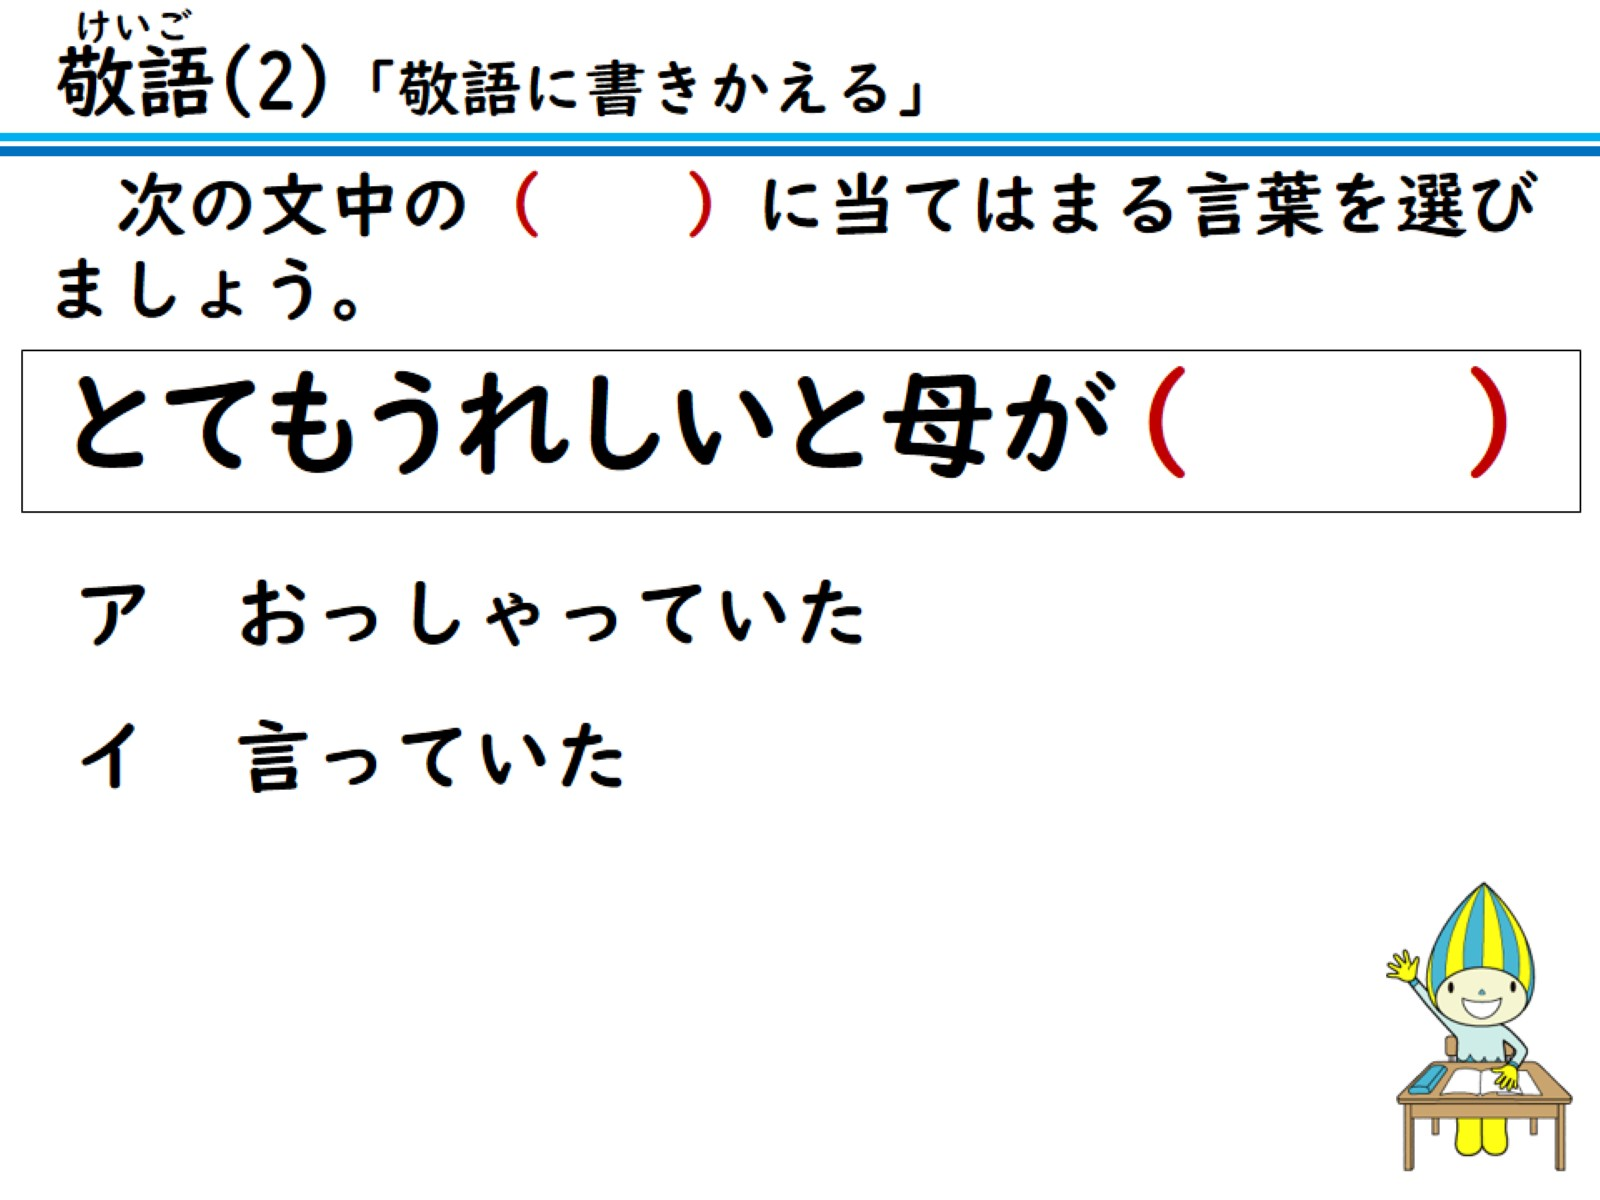 けいご
敬語(2)「敬語に書きかえる」
次の文中の（　　）に当てはまる言葉を選び
ましょう。
とてもうれしいと母が（　　　）
ア　おっしゃっていた
イ　言っていた